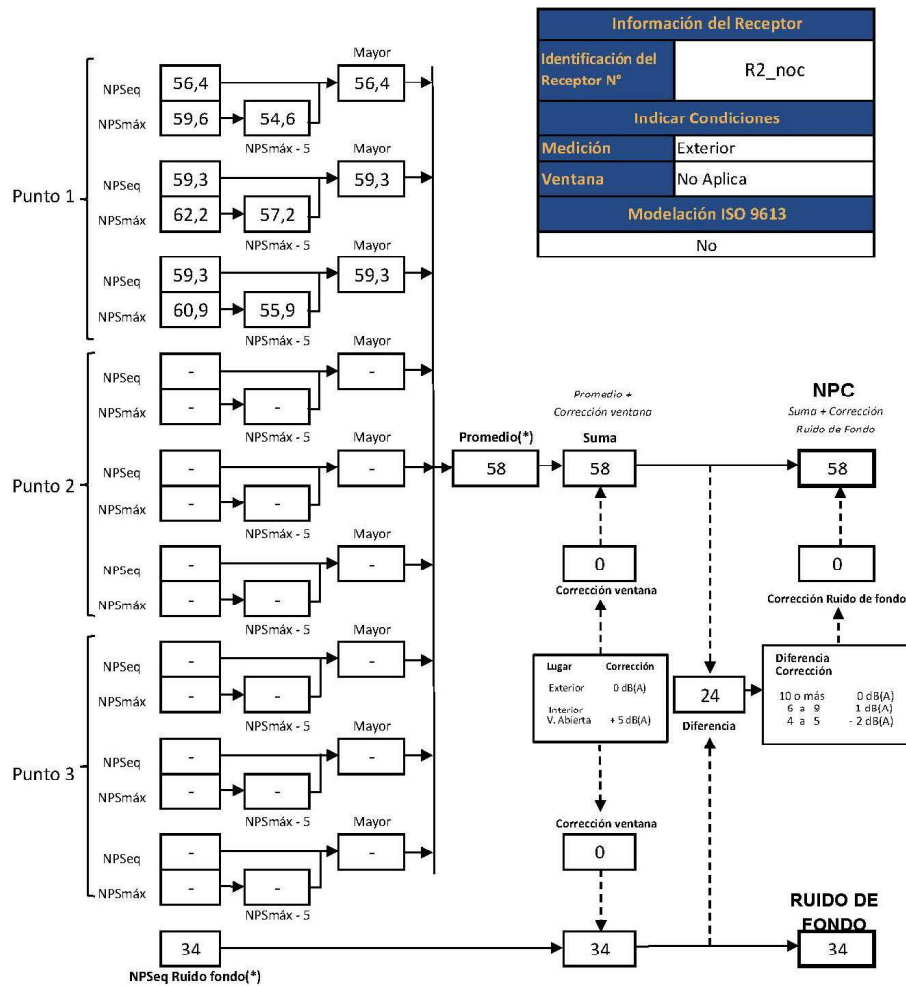 Información del Receptor
Identificación del Receptor N°
R2_noc
Indicar Condiciones
Medición Exterior
Ventana No Aplica
Modelación ISO 9613
No
Punto 1
Mayor
NPSeq 56,4 56,4
NPSmáx 59,6 54,6
NPSmáx - 5
Mayor
NPSeq 59,3 59,3
NPSmáx 62,2 57,2
NPSmáx - 5
Mayor
NPSeq 59,3 59,3
NPSmáx 60,9 55,9
NPSmáx - 5
Punto 2
Mayor
NPSeq - -
NPSmáx - -
NPSmáx - 5
Mayor
NPSeq - -
NPSmáx - -
NPSmáx - 5
Mayor
NPSeq - -
NPSmáx - -
NPSmáx - 5
Punto 3
Mayor
NPSeq - -
NPSmáx - -
NPSmáx - 5
Mayor
NPSeq - -
NPSmáx - -
NPSmáx - 5
Mayor
NPSeq - -
NPSmáx - -
NPSmáx - 5
Promedio(*)
58
Promedio +
Corrección ventana
Suma
58
NPC
Suma + Corrección
Ruido de Fondo
58
0
Corrección ventana
0
Corrección Ruido de fondo
Lugar Corrección
Exterior 0 dB(A)
Interior
V. Abierta + 5 dB(A)
24
Diferencia
Diferencia
Corrección
10 o más 0 dB(A)
6 a 9 1 dB(A)
4 a 5 - 2 dB(A)
Corrección ventana
0
34
NPSeq Ruido fondo(*)
34
RUIDO DE
FONDO
34